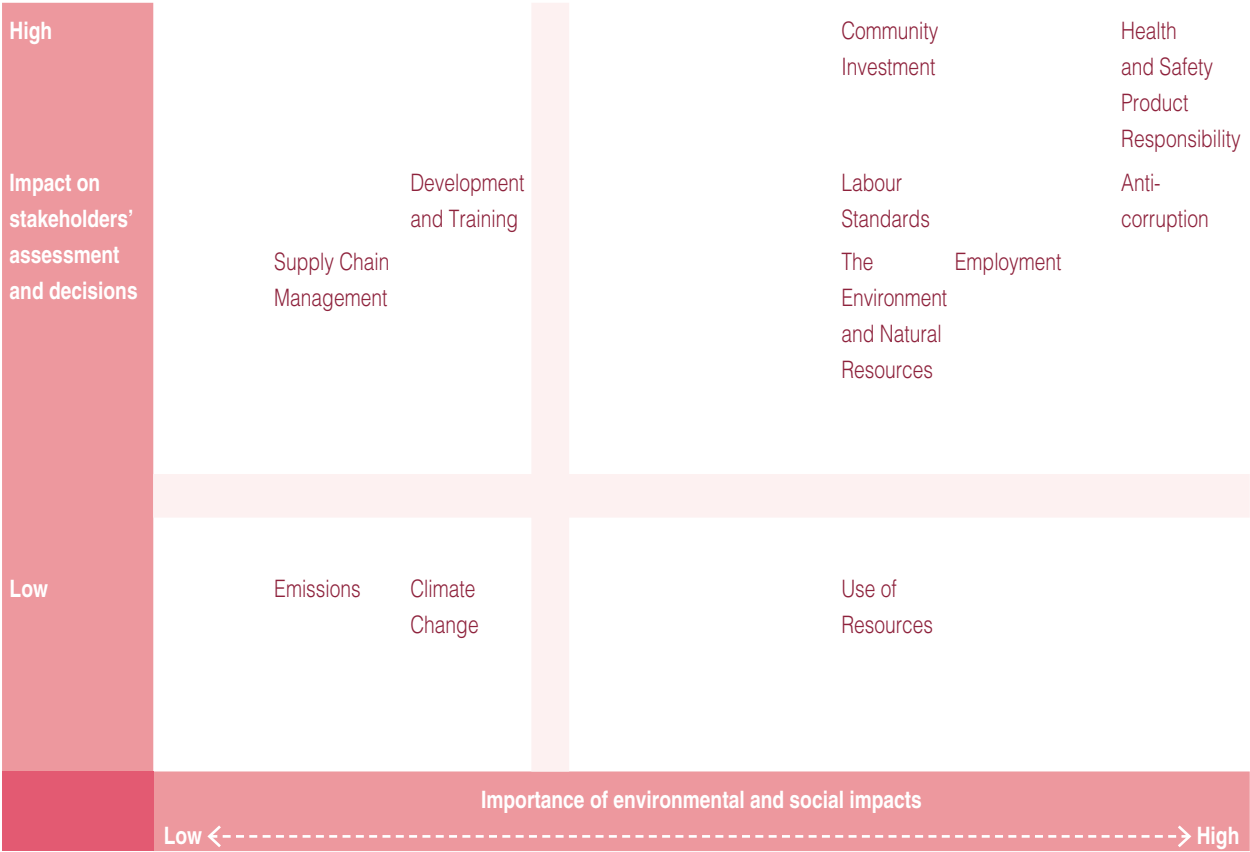 High
Community
Investment
Health
and Safety
Product
Responsibility
Impact on
stakeholders’
assessment
and decisions
Development
and Training
Labour
Standards
Anti-
corruption
Supply Chain
Management
The
Environment
and Natural
Resources
Employment
Low
Emissions
Climate
Change
Use of
Resources
Importance of environmental and social impacts
Low
High